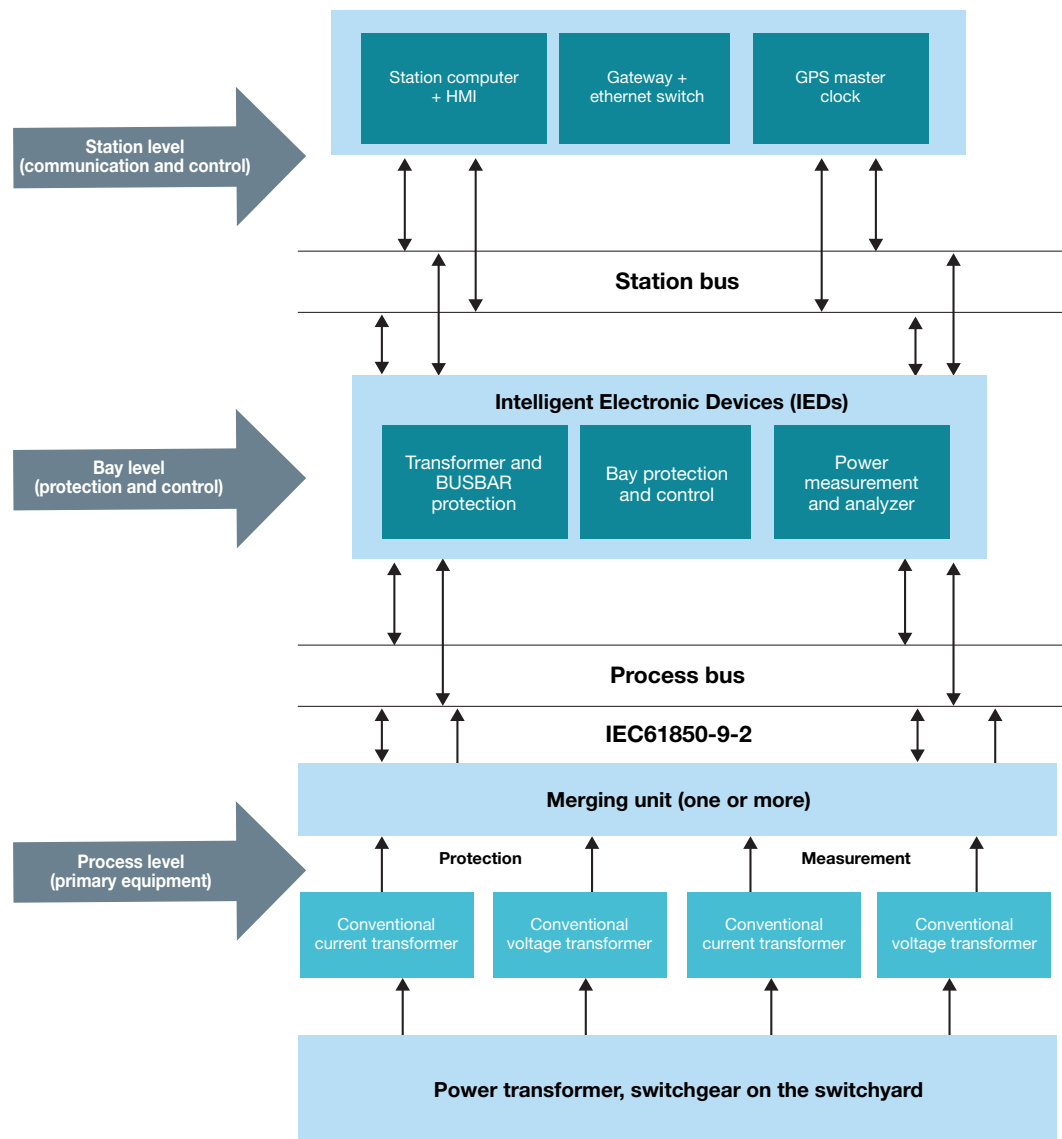 Station computer
+ HMI
Gateway +
ethernet switch
GPS master
clock
Station level
(communication and control)
Station bus
Intelligent Electronic Devices (IEDs)
Transformer and
BUSBAR
protection
Bay protection
and control
Power
measurement
and analyzer
Bay level
(protection and control)
Process bus
IEC61850-9-2
Merging unit (one or more)
Process level
(primary equipment)
Protection
Measurement
Conventional
current transformer
Conventional
voltage transformer
Conventional
current transformer
Conventional
voltage transformer
Power transformer, switchgear on the switchyard